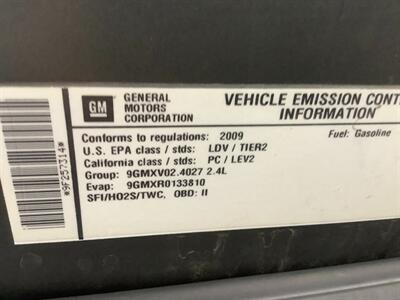 GM
GENERAL
MOTORS
CORPORATION
VEHICLE EMISSION CONT
INFORMATION
Conforms to regulations: 2009
Fuel: Gasoline
U.S. EPA class / stds: LDV / TIER2
California class / stds: PC / LEV2
Group: 9GMXV02.4027 2.4L
Evap: 9GMXR0133810
SFI/HO2S/TWC, OBD: II
*9F257314*